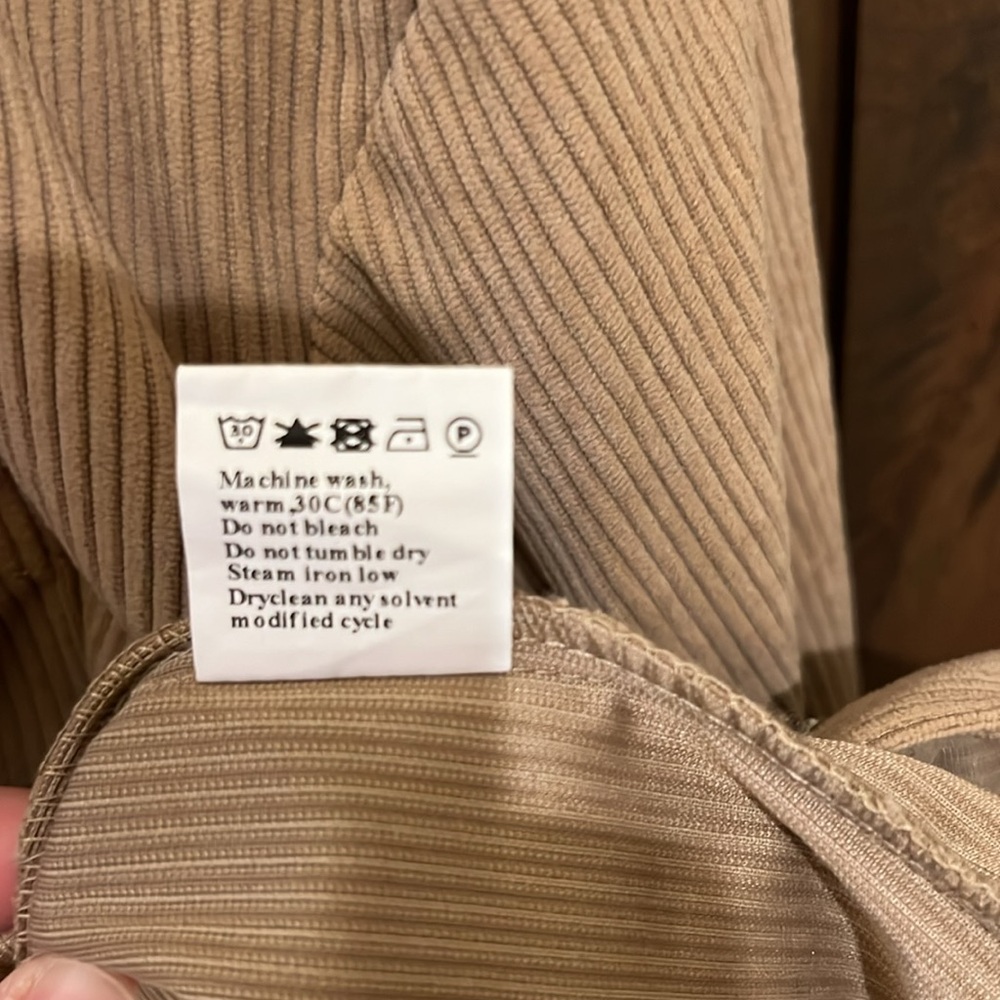 30 P
Machine wash,
warm,30C(85F)
Do not bleach
Do not tumble dry
Steam iron low
Dryclean any solvent
modified cycle